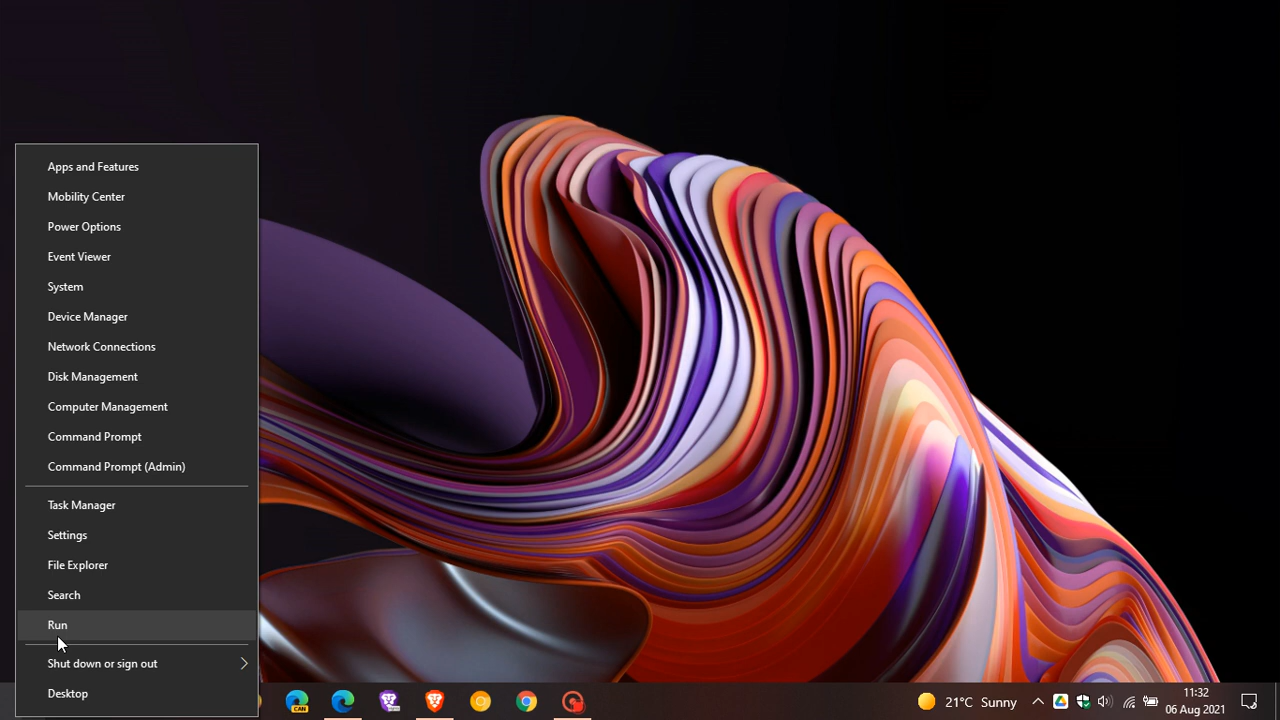 Apps and Features
Mobility Center
Power Options
Event Viewer
System
Device Manager
Network Connections
Disk Management
Computer Management
Command Prompt
Command Prompt (Admin)
Task Manager
Settings
File Explorer
Search
Run
Shut down or sign out
Desktop
CAN
21°C Sunny
11:32
06 Aug 2021